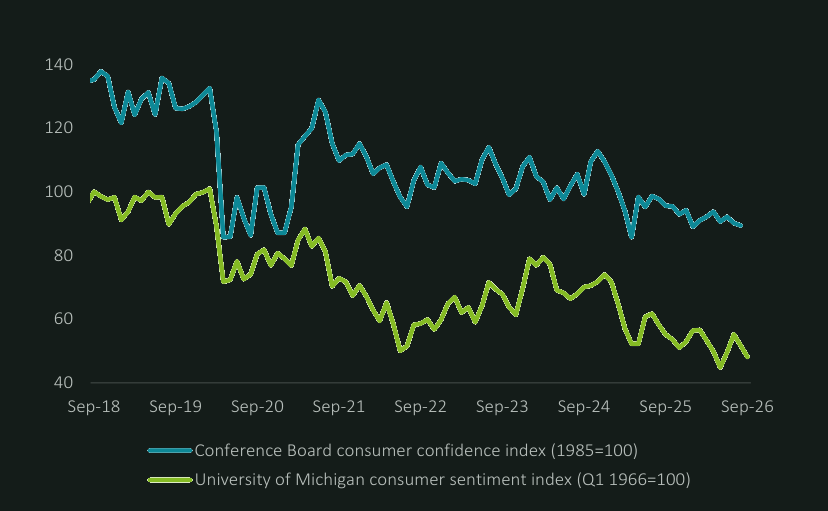 140
120
100
80
60
40
Sep-18 Sep-19 Sep-20 Sep-21 Sep-22 Sep-23 Sep-24 Sep-25 Sep-26
Conference Board consumer confidence index (1985=100)
University of Michigan consumer sentiment index (Q1 1966=100)